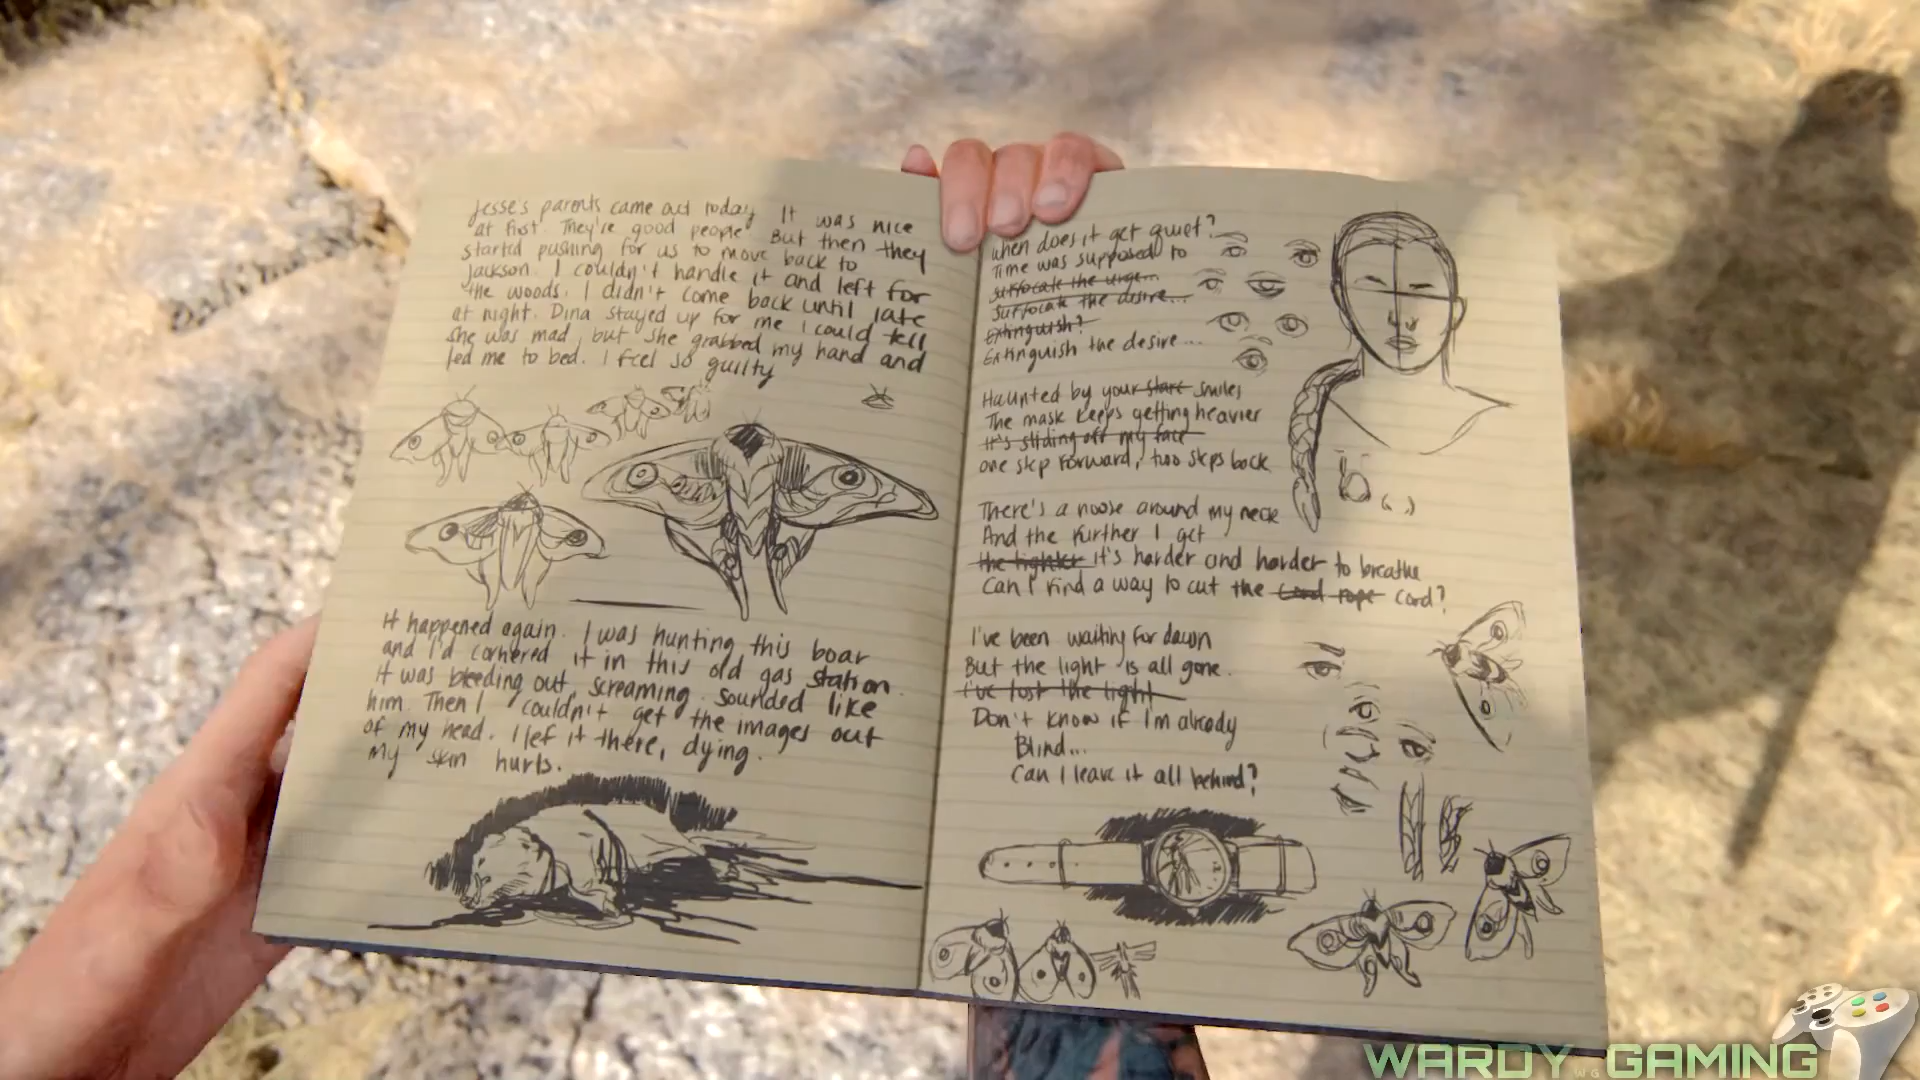 Jesse's parents came out today. It was nice
at first. They're good people. But then they
started pushing for us to move back to
Jackson. I couldn't handle it and left for
the woods. I didn't come back until late
at night. Dina stayed up for me I could tell
she was mad, but she grabbed my hand and
led me to bed. I feel so guilty
It happened again. I was hunting this boar
and I'd cornered it in this old gas station.
It was bleeding out, screaming. Sounded like
him. Then I couldn't get the images out
of my head. I lef it there, dying.
My skin hurts.
When does it get quiet?
Time was supposed to
suffocate the urge...
suffocate the desire...
Extinguish?
Extinguish the desire...
Haunted by your stare smiles
The mask keeps getting heavier
It's sliding off my face
one step forward, two steps back
There's a noose around my neck
And the further I get
the tighter it's harder and harder to breathe
Can I find a way to cut the cord rope cord?
I've been waiting for dawn
But the light is all gone.
I've lost the light
Don't know if I'm already
Blind...
Can I leave it all behind?
WARDY GAMING
WG